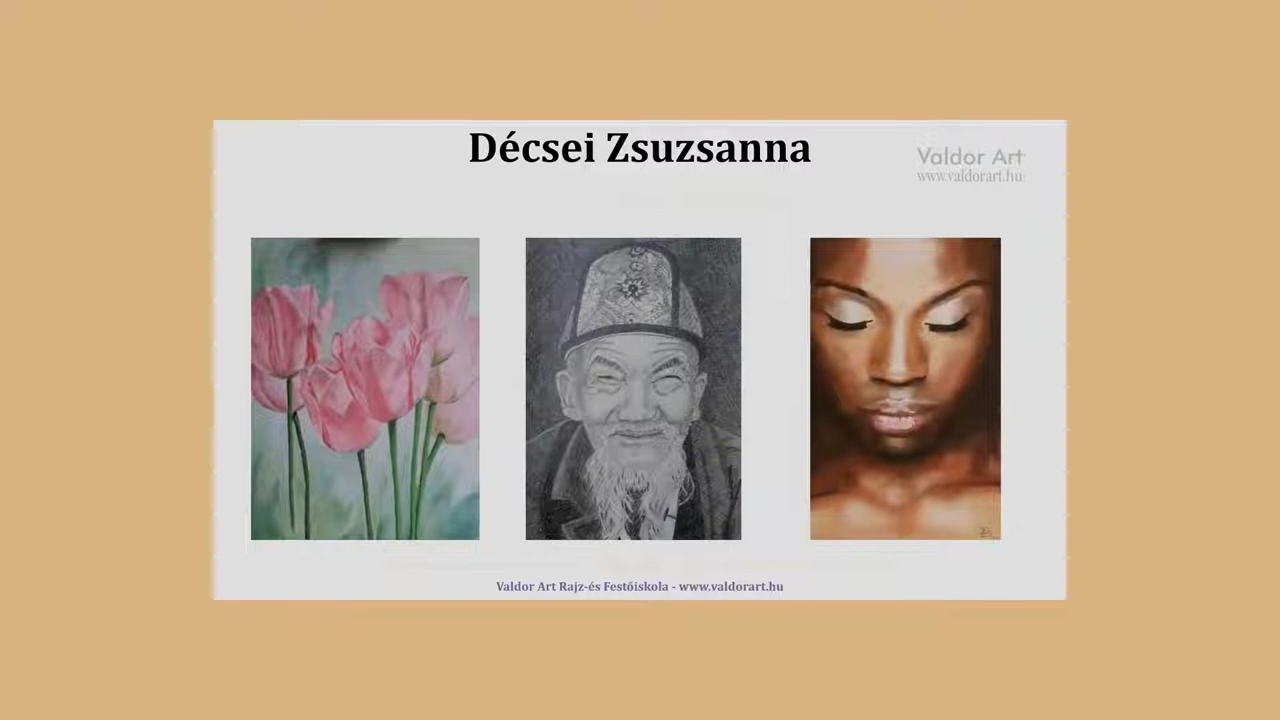 Décsei Zsuzsanna
Valdor Art
www.valdorart.hu
Valdor Art Rajz-és Festőiskola - www.valdorart.hu